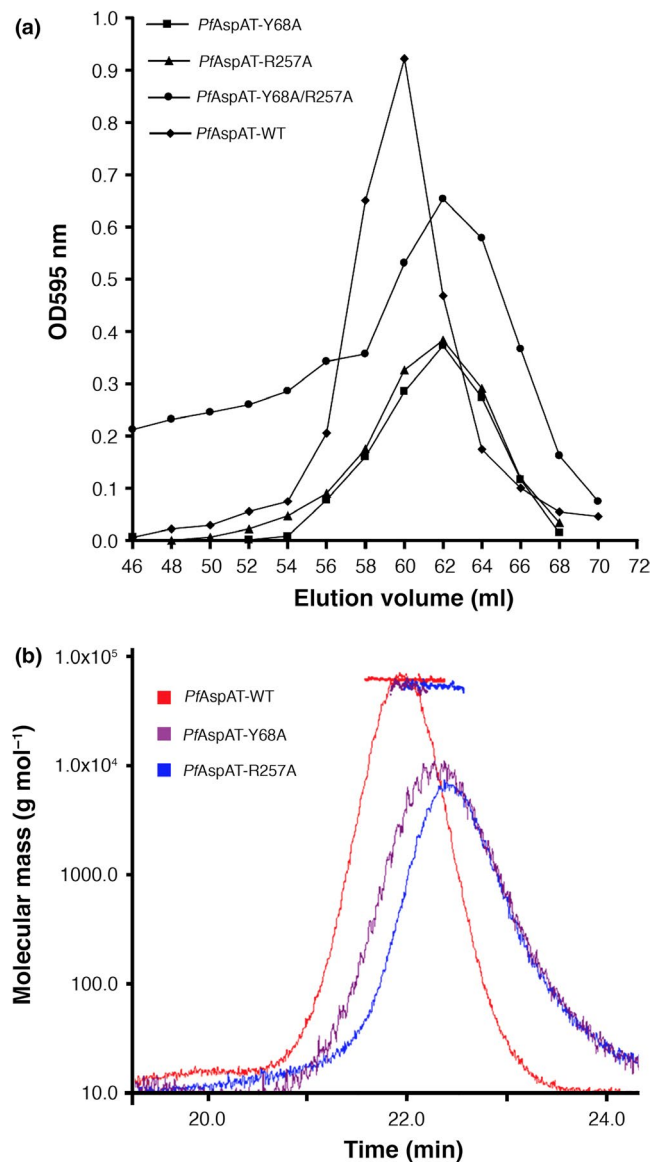 (a)
PfAspAT-Y68A
PfAspAT-R257A
PfAspAT-Y68A/R257A
PfAspAT-WT
1.0
0.9
0.8
0.7
0.6
0.5
0.4
0.3
0.2
0.1
0.0
OD595 nm
46 48 50 52 54 56 58 60 62 64 66 68 70 72
Elution volume (ml)
(b)
PfAspAT-WT
PfAspAT-Y68A
PfAspAT-R257A
1.0x10⁵
1.0x10⁴
1000.0
100.0
10.0
Molecular mass (g mol⁻¹)
20.0 22.0 24.0
Time (min)